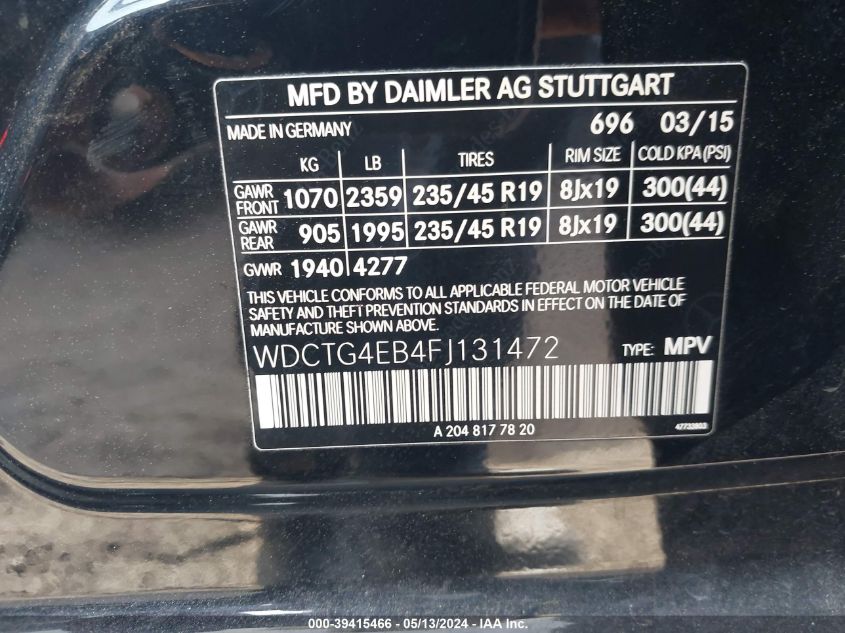 MFD BY DAIMLER AG STUTTGART
MADE IN GERMANY 696 03/15
KG LB TIRES RIM SIZE COLD KPA (PSI)
GAWR FRONT 1070 2359 235/45 R19 8Jx19 300(44)
GAWR REAR 905 1995 235/45 R19 8Jx19 300(44)
GVWR 1940 4277
THIS VEHICLE CONFORMS TO ALL APPLICABLE FEDERAL MOTOR VEHICLE
SAFETY AND THEFT PREVENTION STANDARDS IN EFFECT ON THE DATE OF
MANUFACTURE SHOWN ABOVE.
WDCTG4EB4FJ131472 TYPE: MPV
A 204 817 78 20 47733803
000-39415466 - 05/13/2024 - IAA Inc.